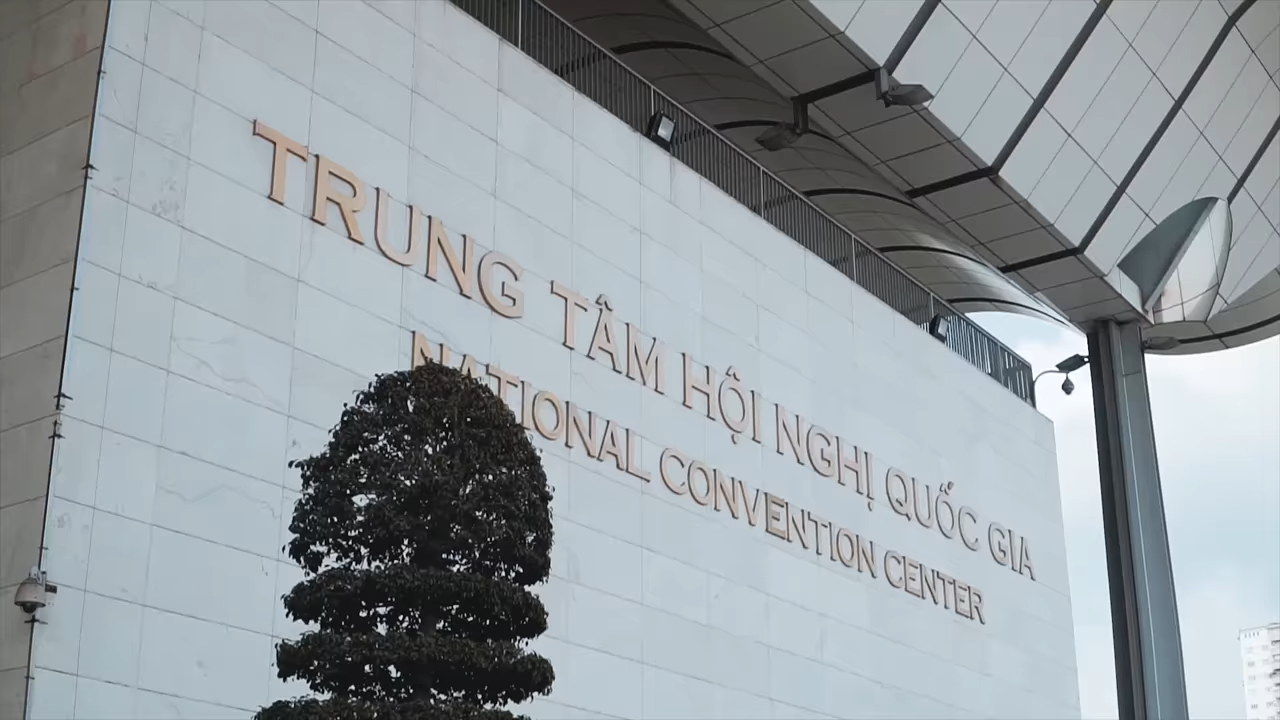 TRUNG TÂM HỘI NGHỊ QUỐC GIA
NATIONAL CONVENTION CENTER